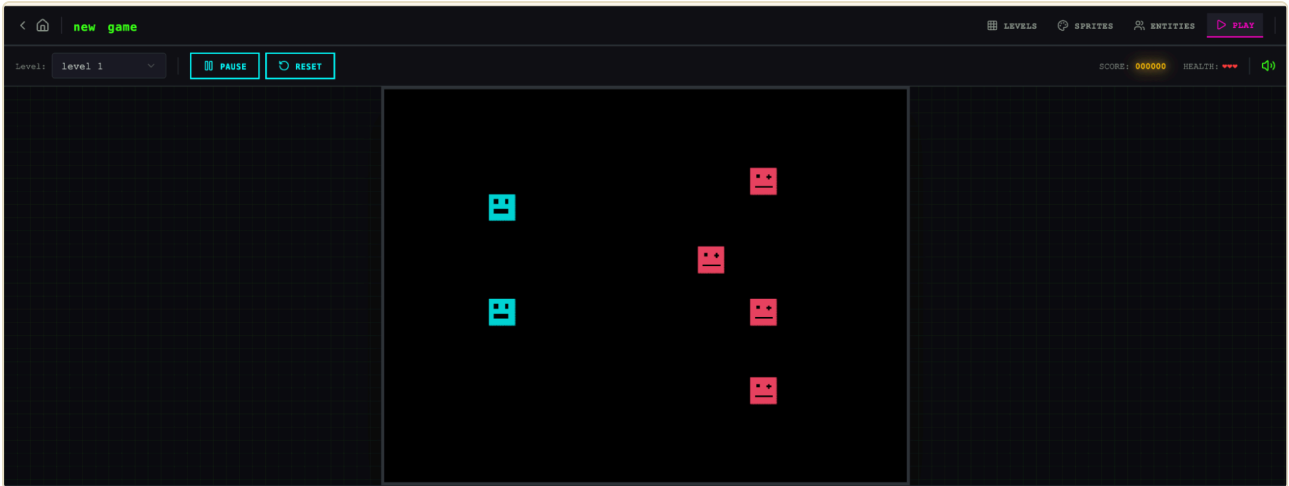 new game
LEVELS SPRITES ENTITIES PLAY
Level: level 1 PAUSE RESET SCORE: 000000 HEALTH: ♥♥♥